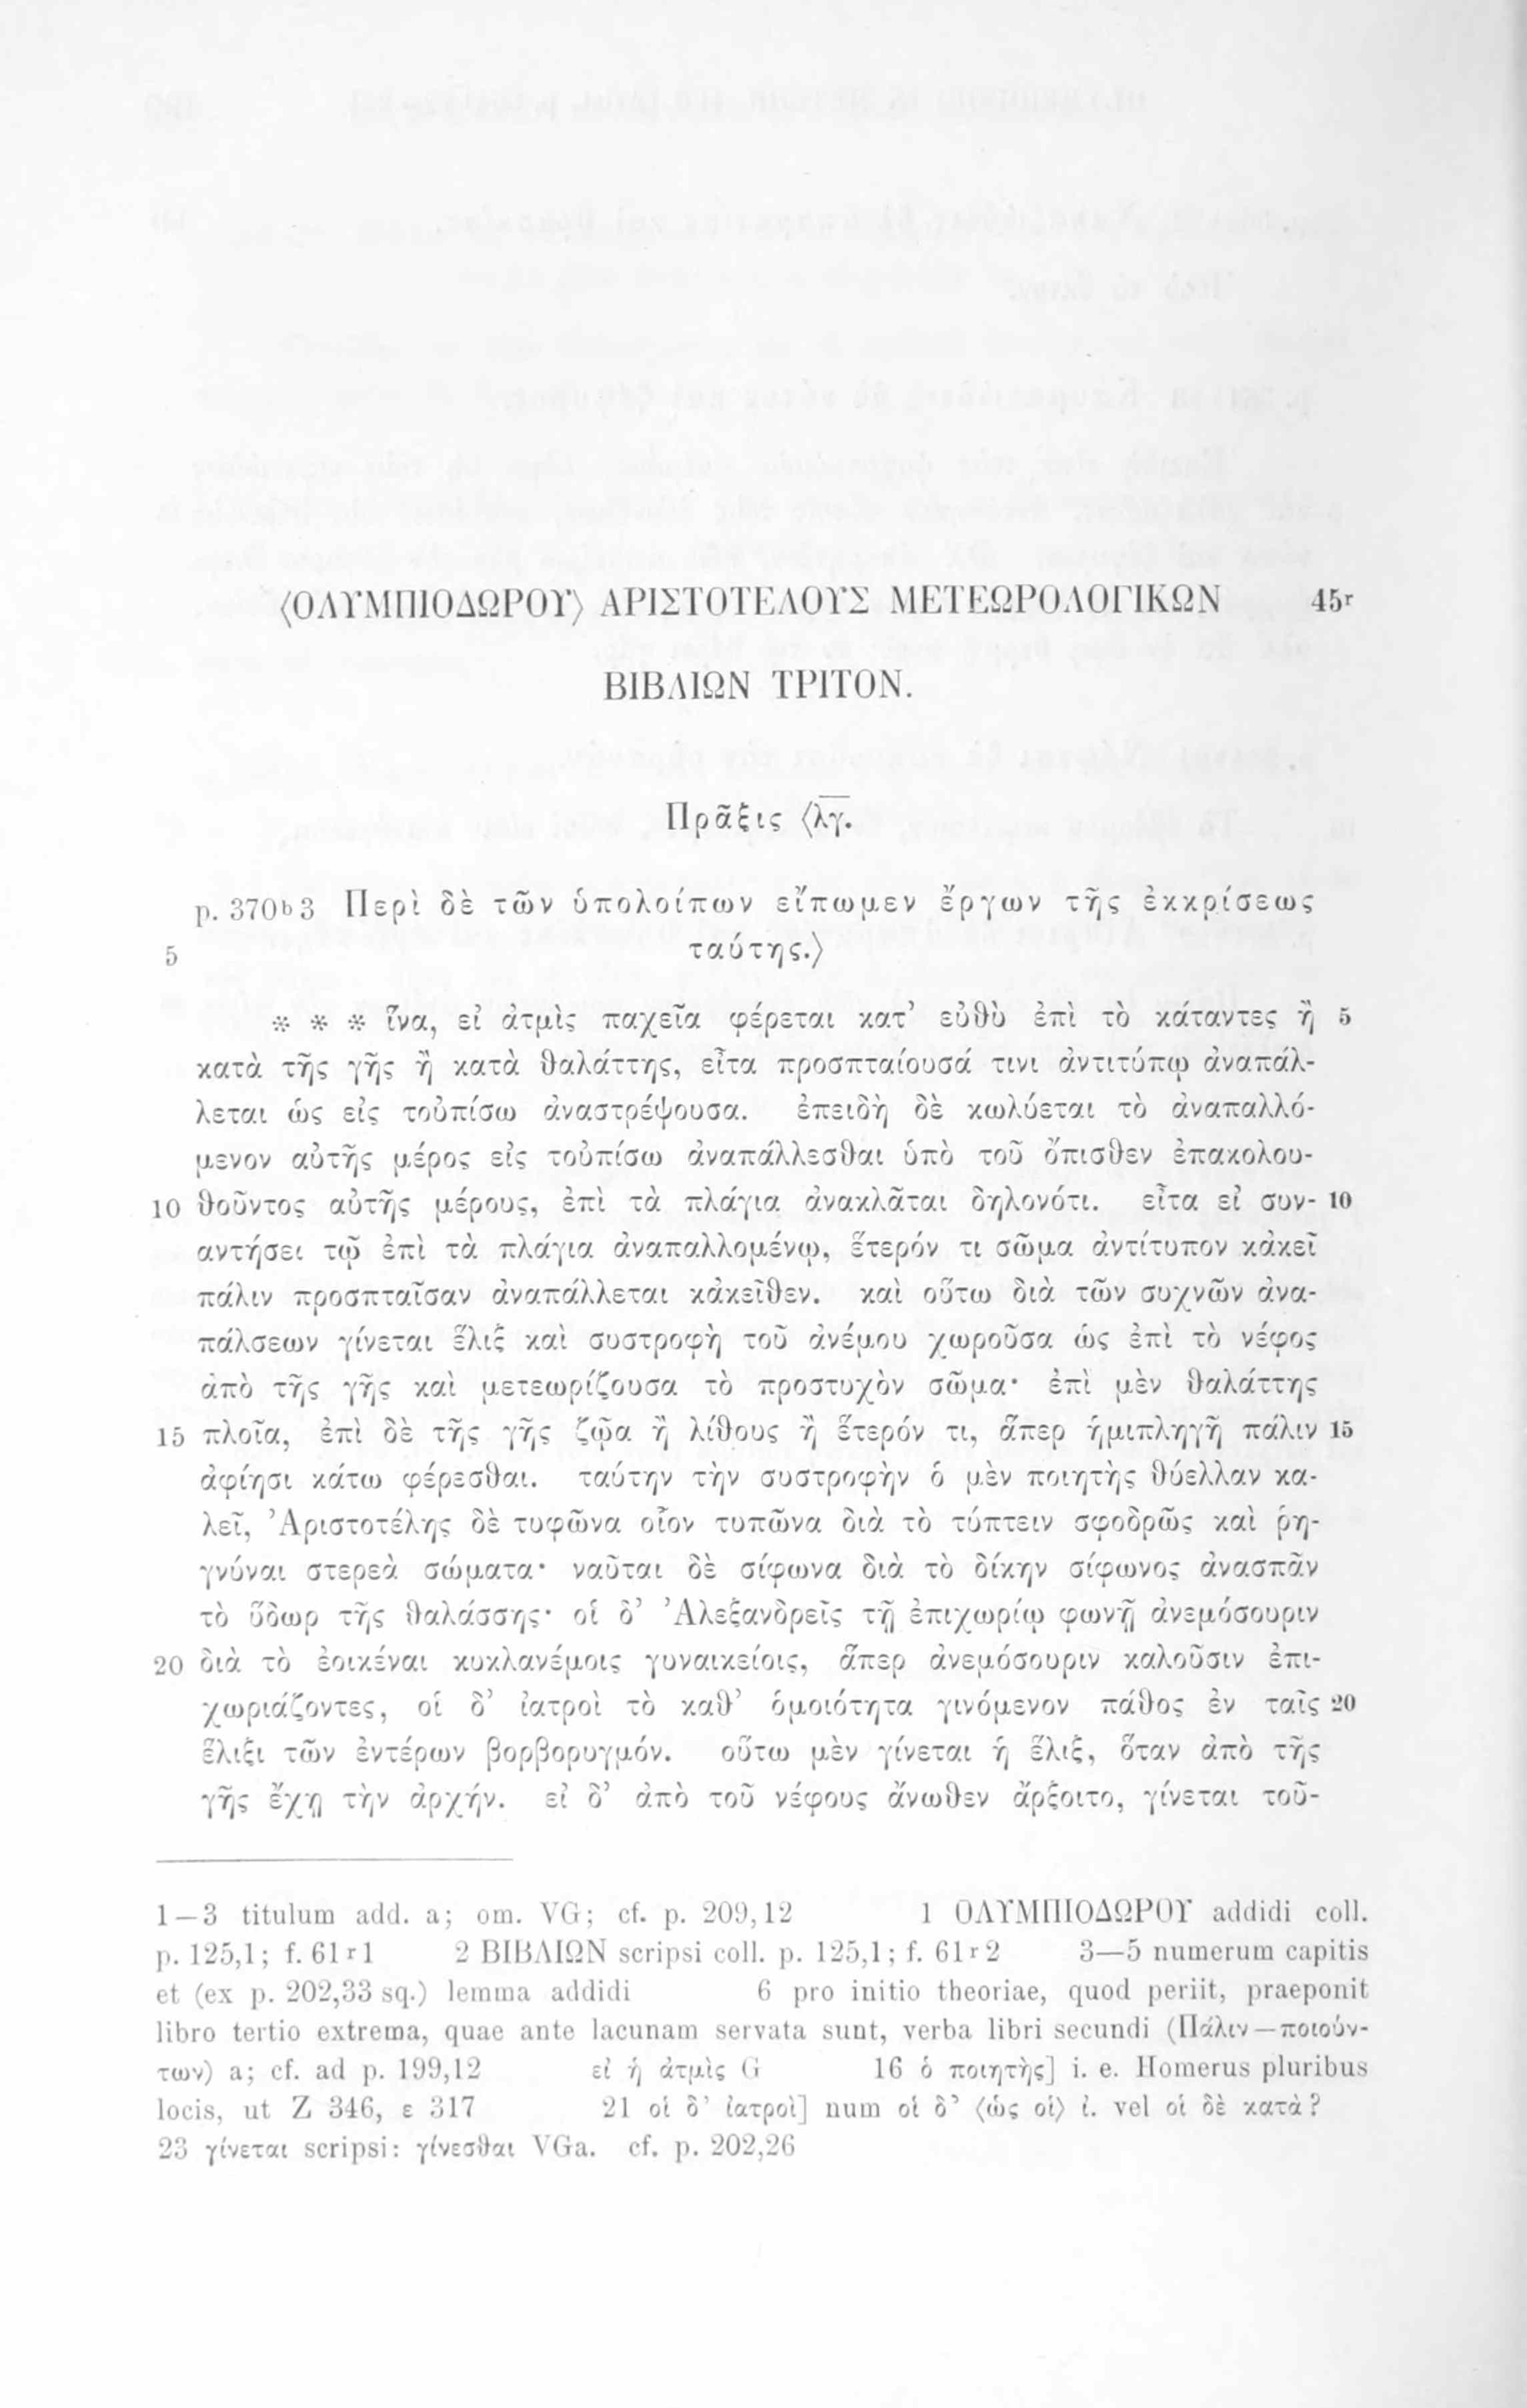 ⟨ΟΛΥΜΠΙΟΔΩΡΟΥ⟩ ΑΡΙΣΤΟΤΕΛΟΥΣ ΜΕΤΕΩΡΟΛΟΓΙΚΩΝ 45r
ΒΙΒΛΙΩΝ ΤΡΙΤΟΝ.
Πρᾶξις ⟨λγ.
p. 370b3 Περὶ δὲ τῶν ὑπολοίπων εἴπωμεν ἔργων τῆς ἐκκρίσεως
5 ταύτης.⟩
* * * ἵνα, εἰ ἀτμὶς παχεῖα φέρεται κατ’ εὐθὺ ἐπὶ τὸ κάταντες ἢ 5
κατὰ τῆς γῆς ἢ κατὰ θαλάττης, εἶτα προσπταίουσά τινι ἀντιτύπῳ ἀναπάλ-
λεται ὡς εἰς τοὐπίσω ἀναστρέψουσα. ἐπειδὴ δὲ κωλύεται τὸ ἀναπαλλό-
μενον αὐτῆς μέρος εἰς τοὐπίσω ἀναπάλλεσθαι ὑπὸ τοῦ ὄπισθεν ἐπακολου-
10 θοῦντος αὐτῆς μέρους, ἐπὶ τὰ πλάγια ἀνακλᾶται δηλονότι. εἶτα εἰ συν- 10
αντήσει τῷ ἐπὶ τὰ πλάγια ἀναπαλλομένῳ, ἕτερόν τι σῶμα ἀντίτυπον κἀκεῖ
πάλιν προσπταῖσαν ἀναπάλλεται κἀκεῖθεν. καὶ οὕτω διὰ τῶν συχνῶν ἀνα-
πάλσεων γίνεται ἕλιξ καὶ συστροφὴ τοῦ ἀνέμου χωροῦσα ὡς ἐπὶ τὸ νέφος
ἀπὸ τῆς γῆς καὶ μετεωρίζουσα τὸ προστυχὸν σῶμα· ἐπὶ μὲν θαλάττης
15 πλοῖα, ἐπὶ δὲ τῆς γῆς ζῷα ἢ λίθους ἢ ἕτερόν τι, ἅπερ ἡμιπληγῆ πάλιν 15
ἀφίησι κάτω φέρεσθαι. ταύτην τὴν συστροφὴν ὁ μὲν ποιητὴς θύελλαν κα-
λεῖ, Ἀριστοτέλης δὲ τυφῶνα οἷον τυπῶνα διὰ τὸ τύπτειν σφοδρῶς καὶ ῥη-
γνύναι στερεὰ σώματα· ναῦται δὲ σίφωνα διὰ τὸ δίκην σίφωνος ἀνασπᾶν
τὸ ὕδωρ τῆς θαλάσσης· οἱ δ’ Ἀλεξανδρεῖς τῇ ἐπιχωρίῳ φωνῇ ἀνεμόσουριν
20 διὰ τὸ ἐοικέναι κυκλανέμοις γυναικείοις, ἅπερ ἀνεμόσουριν καλοῦσιν ἐπι-
χωριάζοντες, οἱ δ’ ἰατροὶ τὸ καθ’ ὁμοιότητα γινόμενον πάθος ἐν ταῖς 20
ἕλιξι τῶν ἐντέρων βορβορυγμόν. οὕτω μὲν γίνεται ἡ ἕλιξ, ὅταν ἀπὸ τῆς
γῆς ἔχῃ τὴν ἀρχήν. εἰ δ’ ἀπὸ τοῦ νέφους ἄνωθεν ἄρξοιτο, γίνεται τοῦ-
1—3 titulum add. a; om. VG; cf. p. 209,12 1 ΟΛΥΜΠΙΟΔΩΡΟΥ addidi coll.
p. 125,1; f. 61r1 2 ΒΙΒΛΙΩΝ scripsi coll. p. 125,1; f. 61r2 3—5 numerum capitis
et (ex p. 202,33 sq.) lemma addidi 6 pro initio theoriae, quod periit, praeponit
libro tertio extrema, quae ante lacunam servata sunt, verba libri secundi (Πάλιν—ποιούν-
των) a; cf. ad p. 199,12 εἰ ἡ ἀτμὶς G 16 ὁ ποιητὴς] i. e. Homerus pluribus
locis, ut Z 346, ε 317 21 οἱ δ’ ἰατροὶ] num οἱ δ’ ⟨ὡς οἱ⟩ ἰ. vel οἱ δὲ κατὰ?
23 γίνεται scripsi: γίνεσθαι VGa. cf. p. 202,26